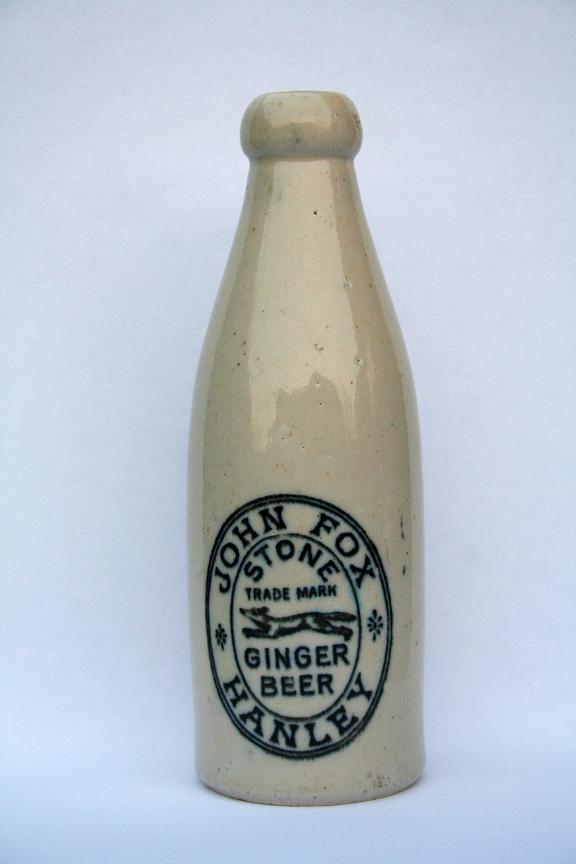 JOHN FOX
STONE
TRADE MARK
GINGER
BEER
HANLEY